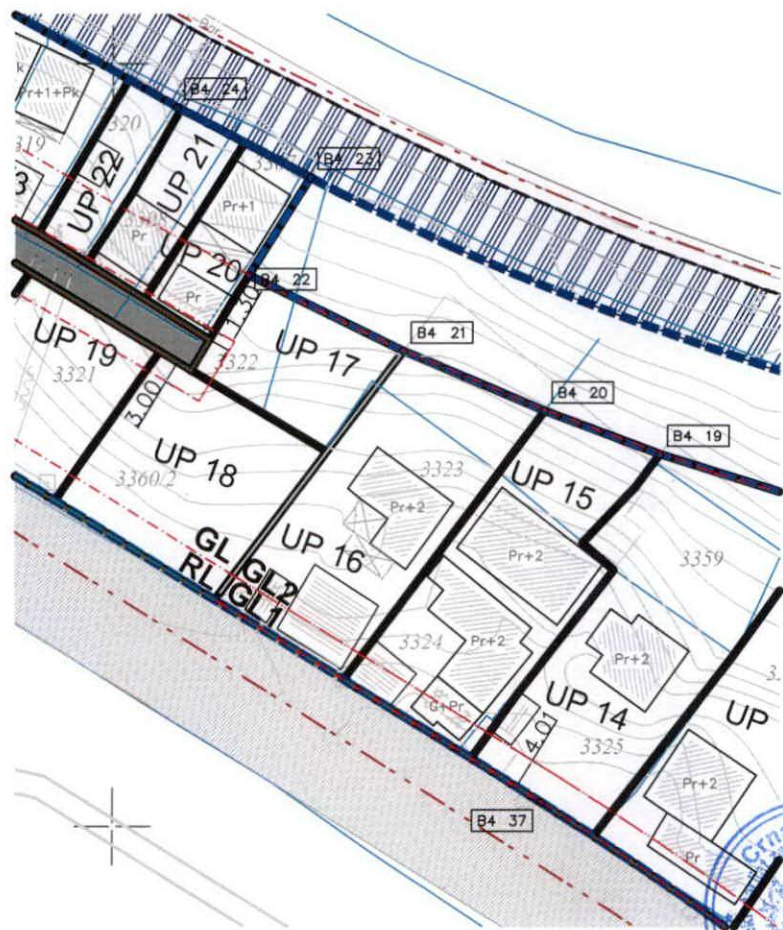 Bar
k
Pr+1+Pk
B4 24
320
319
UP 22
UP 21
B4 23
3
Pr+1
Pr
UP 20
Pr
B4 22
1.30
UP 19
3321
3322
UP 17
B4 21
B4 20
B4 19
3.00
3360/2
UP 18
3323
Pr+2
UP 15
Pr+2
3359
UP 16
GL GL2
RL GL1
3324
Pr+2
Pr+2
G+Pr
UP 14
4.01
3325
UP
Pr+2
B4 37
Pr
Crn